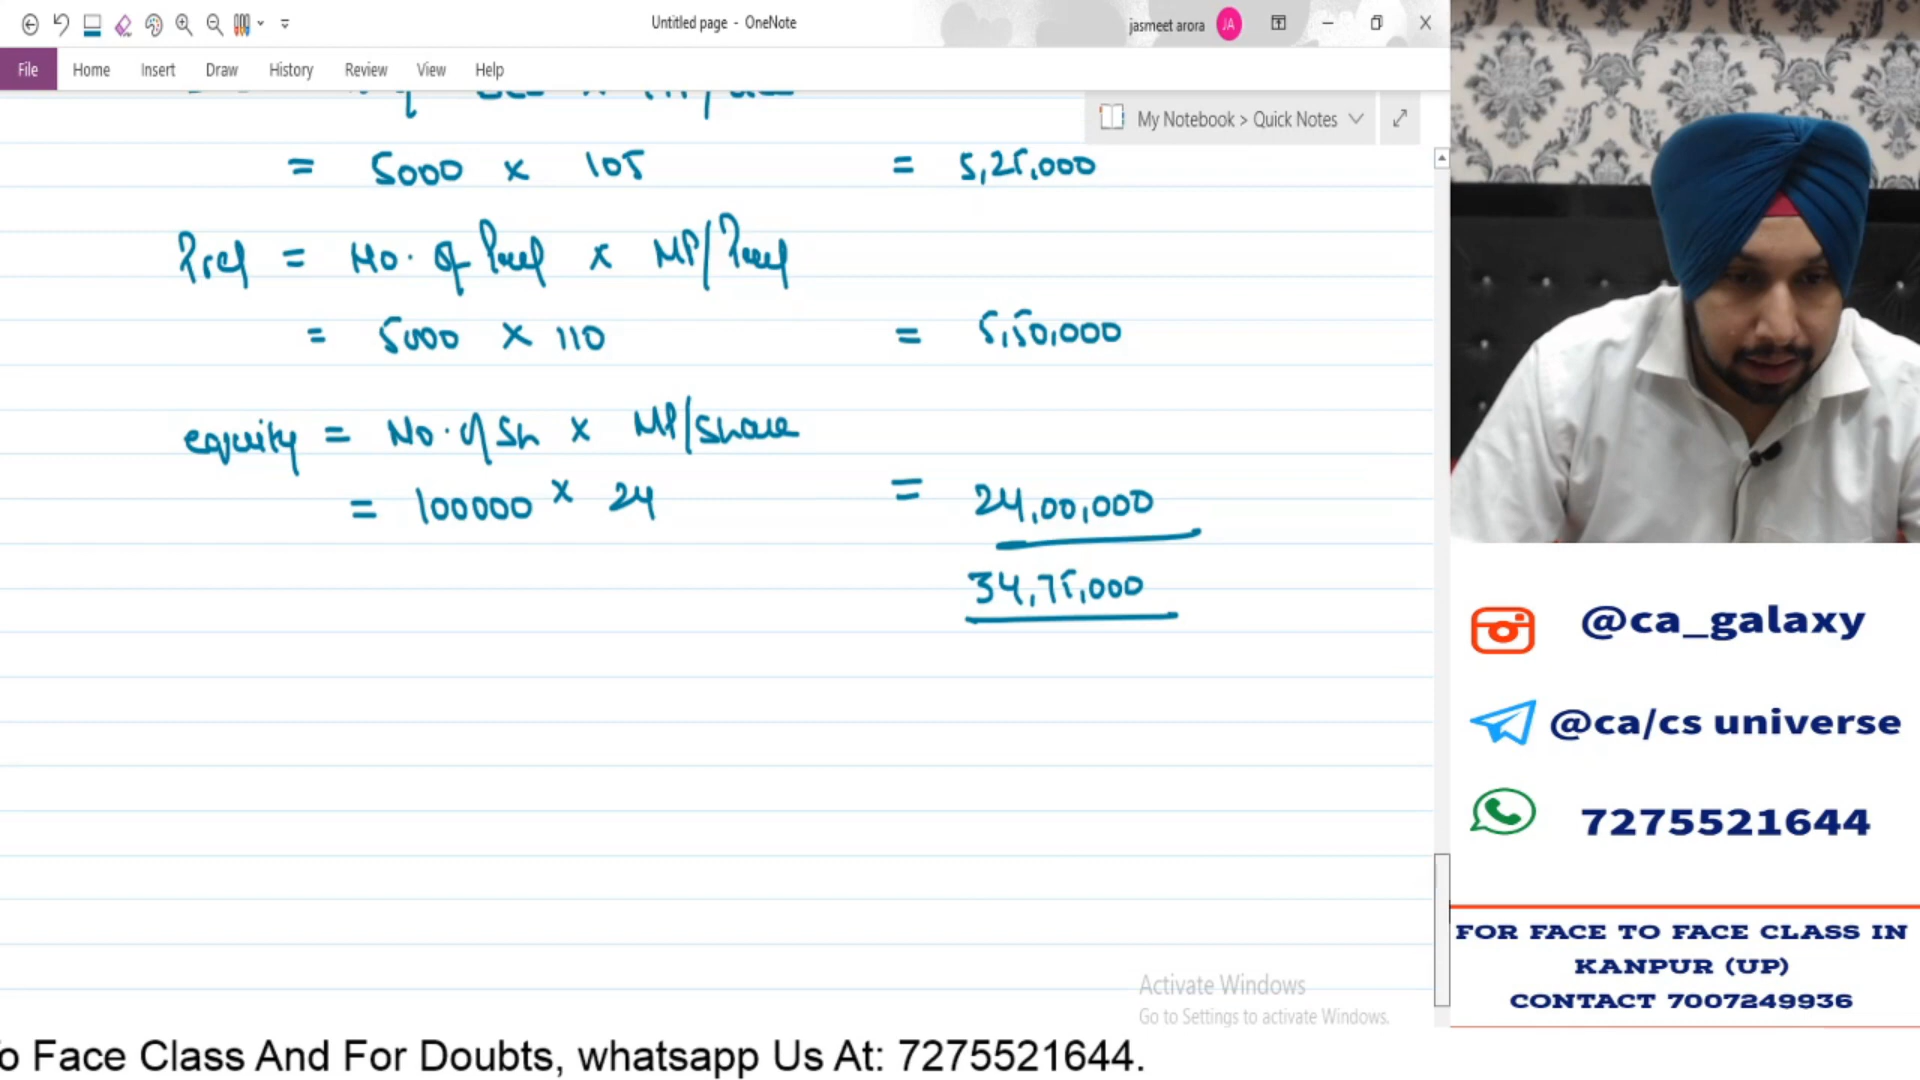 Untitled page - OneNote
jasmeet arora JA
File Home Insert Draw History Review View Help
My Notebook > Quick Notes
= 5000 × 105 = 5,25,000
Pref = No. of Pref × MP/Pref
= 5000 × 110 = 5,50,000
equity = No. of Sh × MP/Share
= 100000 × 24 = 24,00,000
34,75,000
@ca_galaxy
@ca/cs universe
7275521644
FOR FACE TO FACE CLASS IN
KANPUR (UP)
CONTACT 7007249936
Activate Windows
Go to Settings to activate Windows.
o Face Class And For Doubts, whatsapp Us At: 7275521644.